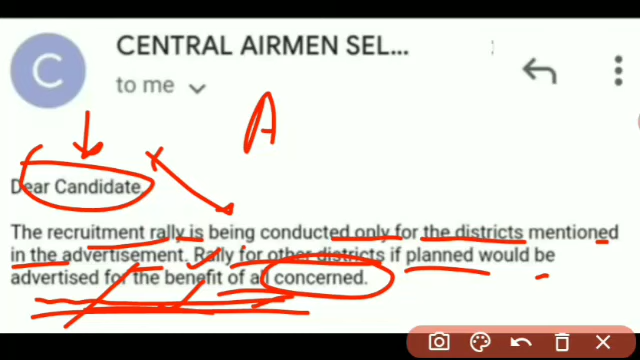 C
CENTRAL AIRMEN SEL...
to me
A
Dear Candidate,
The recruitment rally is being conducted only for the districts mentioned
in the advertisement. Rally for other districts if planned would be
advertised for the benefit of all concerned.